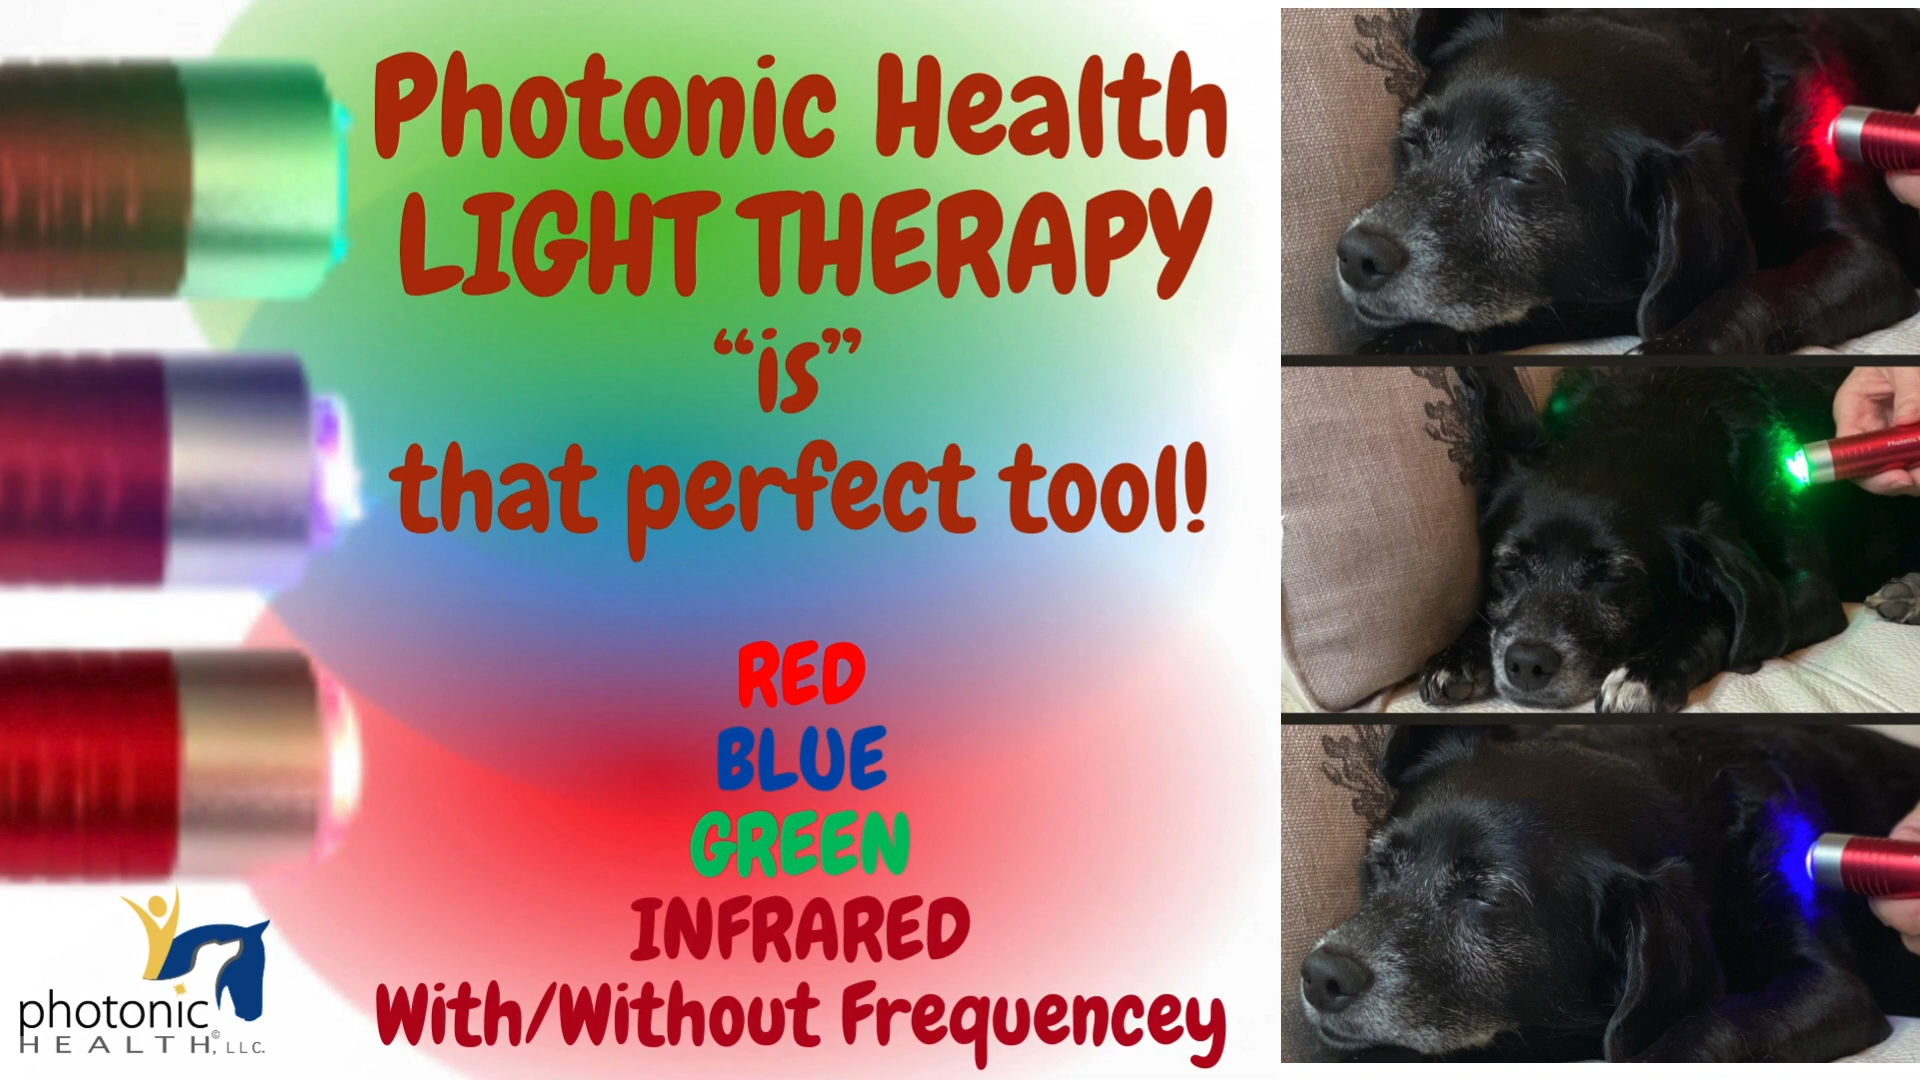 Photonic Health
LIGHT THERAPY
“is”
that perfect tool!
RED
BLUE
GREEN
INFRARED
With/Without Frequencey
photonic
HEALTH, LLC.
©